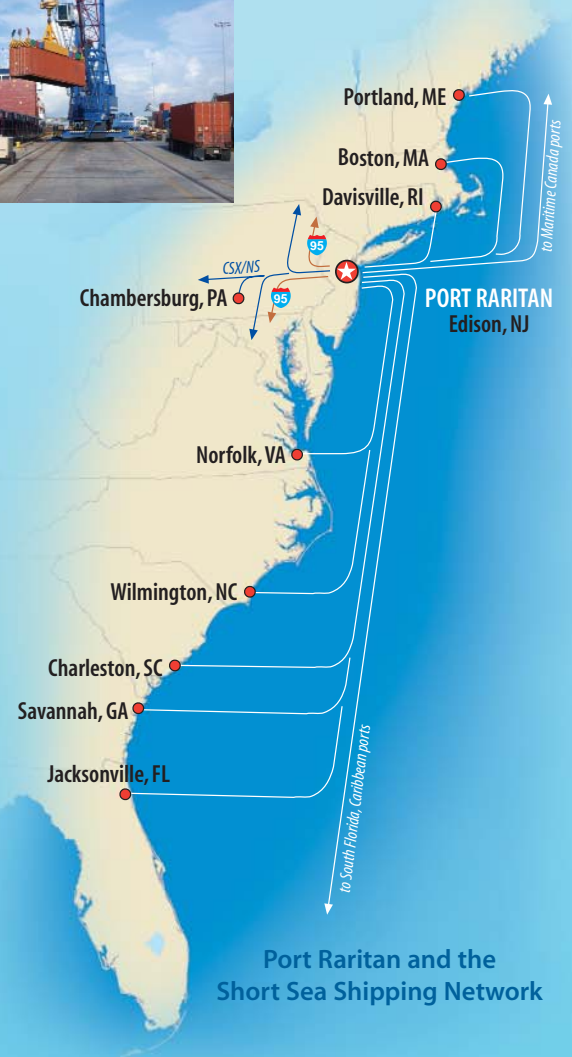 Portland, ME
Boston, MA
Davisville, RI
to Maritime Canada ports
95
CSX/NS
95
Chambersburg, PA
PORT RARITAN
Edison, NJ
Norfolk, VA
Wilmington, NC
Charleston, SC
Savannah, GA
Jacksonville, FL
to South Florida, Caribbean ports
Port Raritan and the
Short Sea Shipping Network